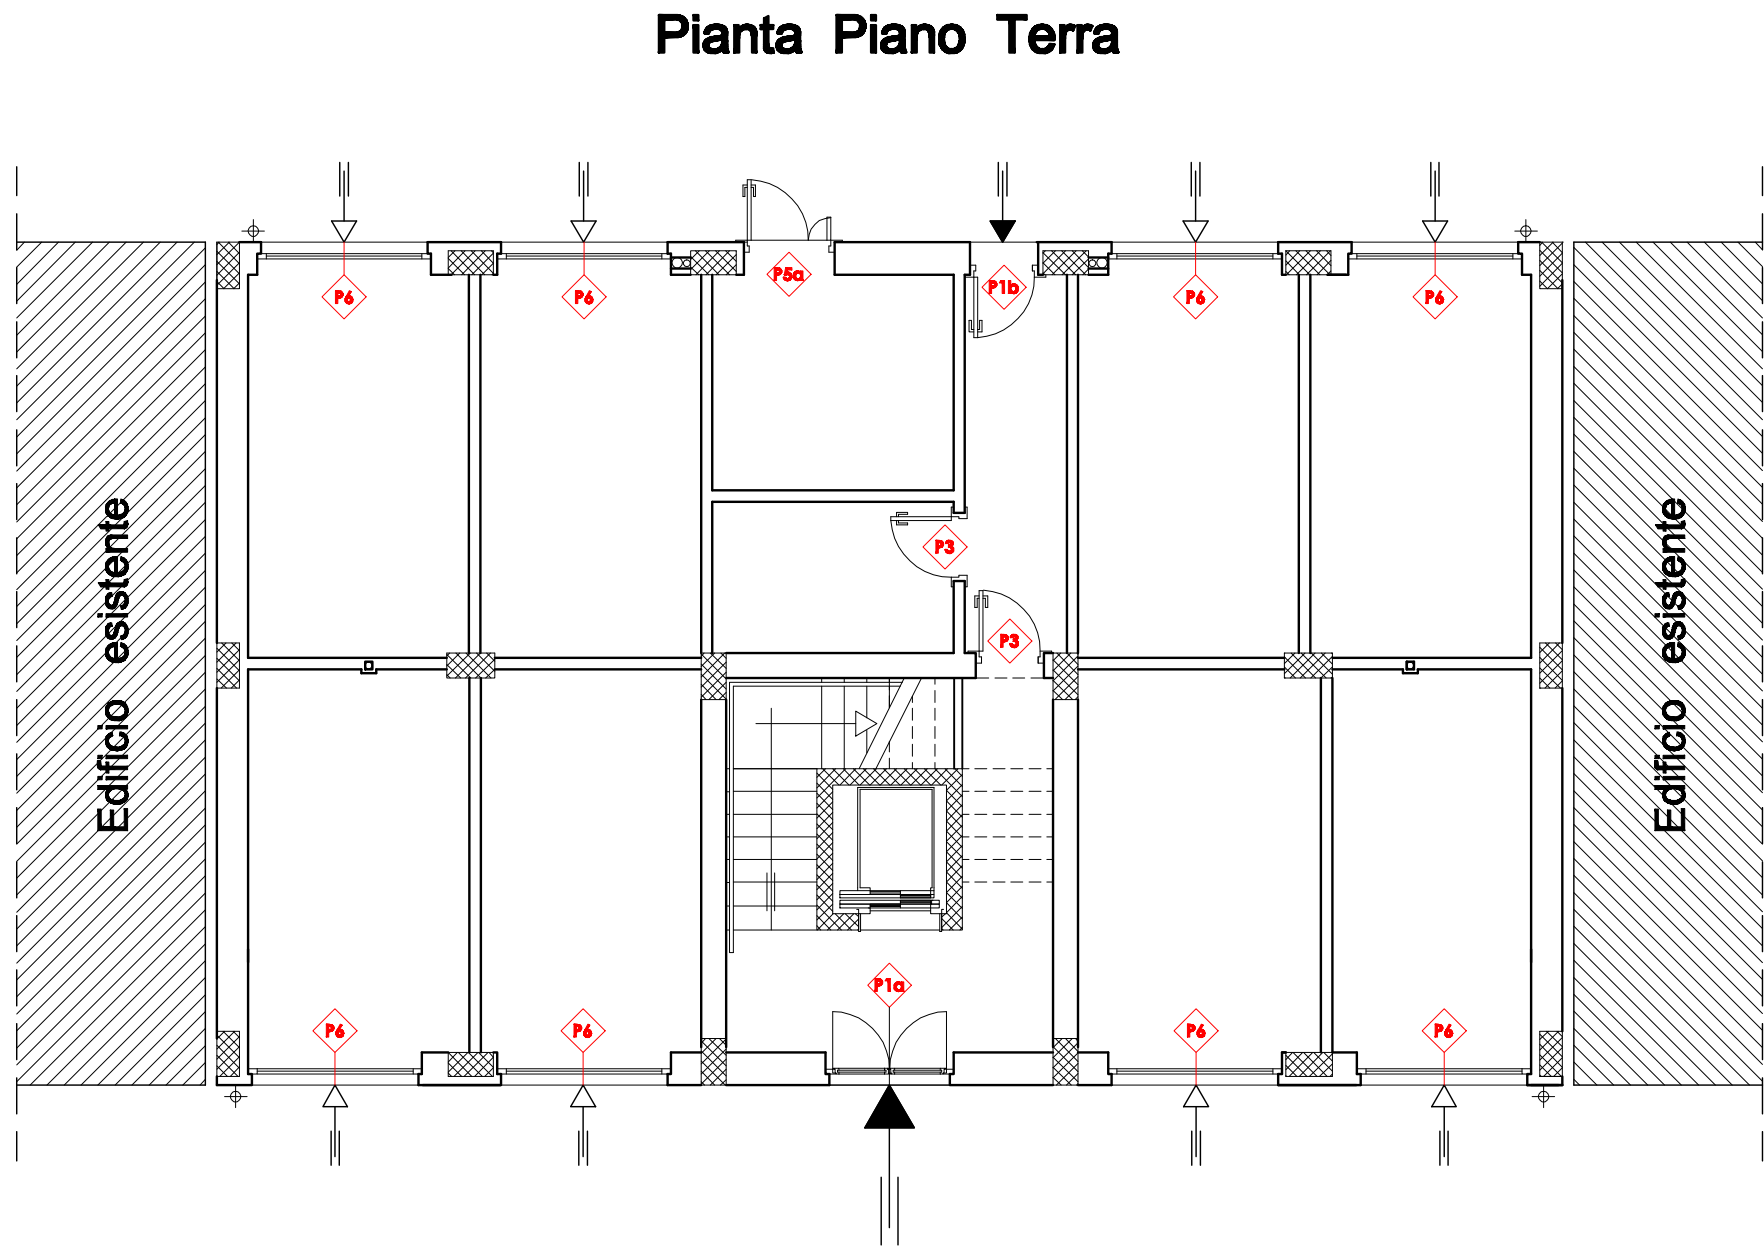 Pianta Piano Terra
P5a
P1b
P6
P6
P6
P6
Edificio esistente
Edificio esistente
P3
P3
P1a
P6
P6
P6
P6